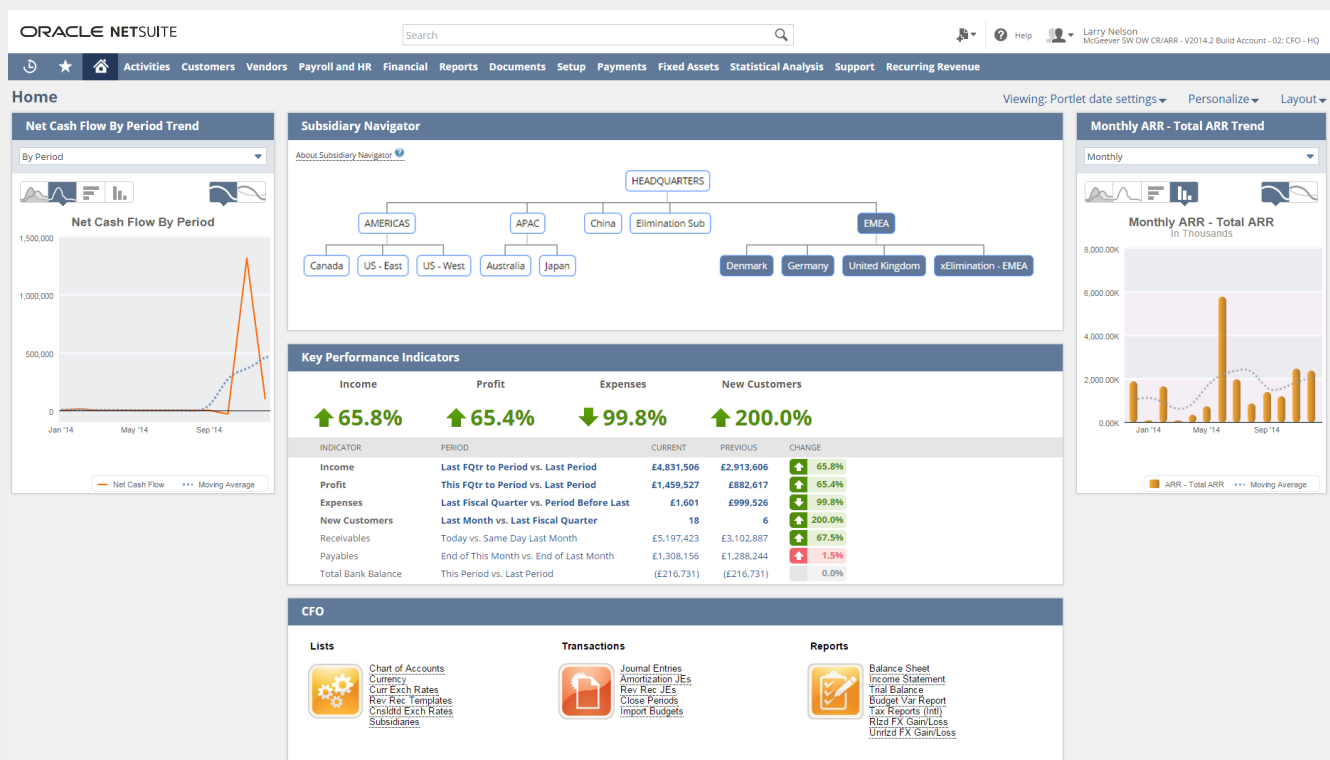 ORACLE NETSUITE
Search
Help
Larry Nelson
McGeever SW OW CR/ARR - V2014.2 Build Account - 02: CFO - HQ
Activities Customers Vendors Payroll and HR Financial Reports Documents Setup Payments Fixed Assets Statistical Analysis Support Recurring Revenue
Home
Viewing: Portlet date settings Personalize Layout
Net Cash Flow By Period Trend
By Period
Net Cash Flow By Period
1,500,000
1,000,000
500,000
0
Jan '14 May '14 Sep '14
Net Cash Flow Moving Average
Subsidiary Navigator
About Subsidiary Navigator ?
HEADQUARTERS
AMERICAS APAC China Elimination Sub EMEA
Canada US - East US - West Australia Japan Denmark Germany United Kingdom xElimination - EMEA
Key Performance Indicators
Income Profit Expenses New Customers
65.8% 65.4% 99.8% 200.0%
INDICATOR PERIOD CURRENT PREVIOUS CHANGE
Income Last FQtr to Period vs. Last Period £4,831,506 £2,913,606 65.8%
Profit This FQtr to Period vs. Last Period £1,459,527 £882,617 65.4%
Expenses Last Fiscal Quarter vs. Period Before Last £1,601 £999,526 99.8%
New Customers Last Month vs. Last Fiscal Quarter 18 6 200.0%
Receivables Today vs. Same Day Last Month £5,197,423 £3,102,887 67.5%
Payables End of This Month vs. End of Last Month £1,308,156 £1,288,244 1.5%
Total Bank Balance This Period vs. Last Period (£216,731) (£216,731) 0.0%
CFO
Lists
Chart of Accounts
Currency
Curr Exch Rates
Rev Rec Templates
Cnsldtd Exch Rates
Subsidiaries
Transactions
Journal Entries
Amortization JEs
Rev Rec JEs
Close Periods
Import Budgets
Reports
Balance Sheet
Income Statement
Trial Balance
Budget Var Report
Tax Reports (Intl)
Rlzd FX Gain/Loss
Unrlzd FX Gain/Loss
Monthly ARR - Total ARR Trend
Monthly
Monthly ARR - Total ARR
In Thousands
8,000.00K
6,000.00K
4,000.00K
2,000.00K
0.00K
Jan '14 May '14 Sep '14
ARR - Total ARR Moving Average